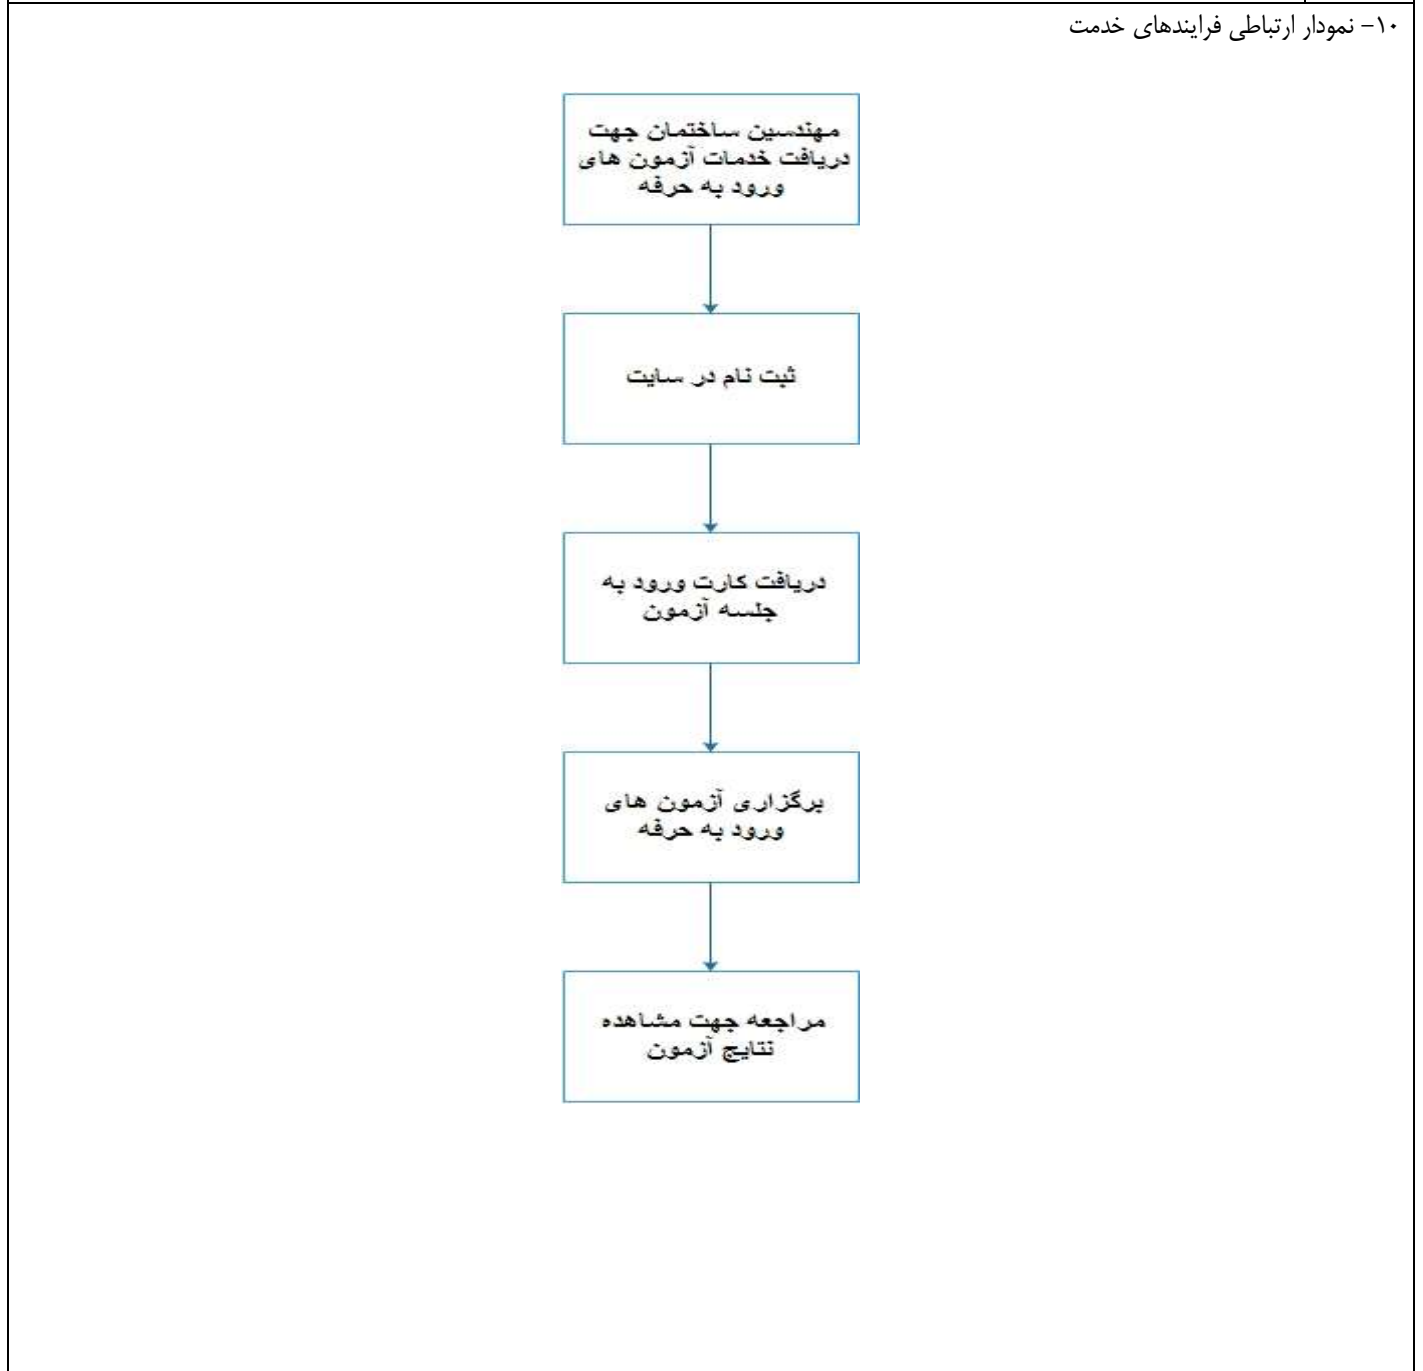 ۱۰- نمودار ارتباطی فرایندهای خدمت
مهندسین ساختمان جهت
دریافت خدمات آزمون های
ورود به حرفه
ثبت نام در سایت
دریافت کارت ورود به
جلسه آزمون
برگزاری آزمون های
ورود به حرفه
مراجعه جهت مشاهده
نتایج آزمون